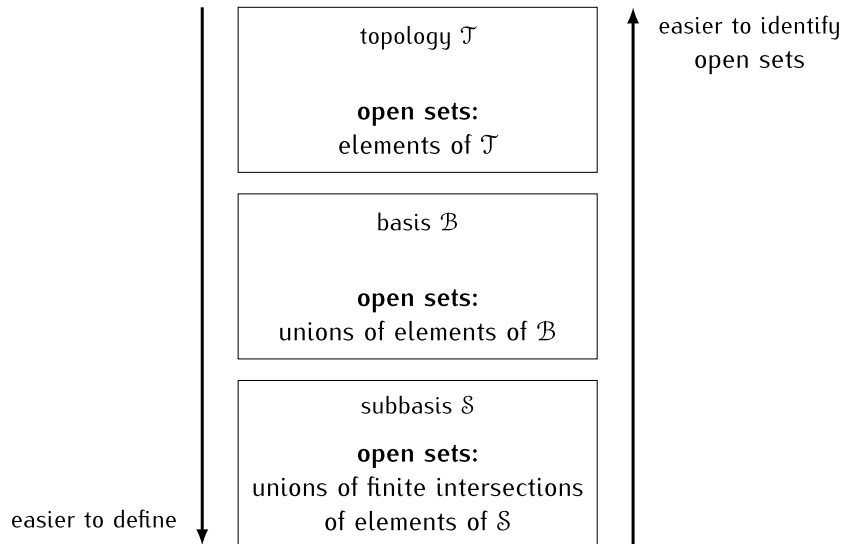 topology 𝒯
easier to identify
open sets
open sets:
elements of 𝒯
basis ℬ
open sets:
unions of elements of ℬ
subbasis 𝒮
open sets:
unions of finite intersections
of elements of 𝒮
easier to define